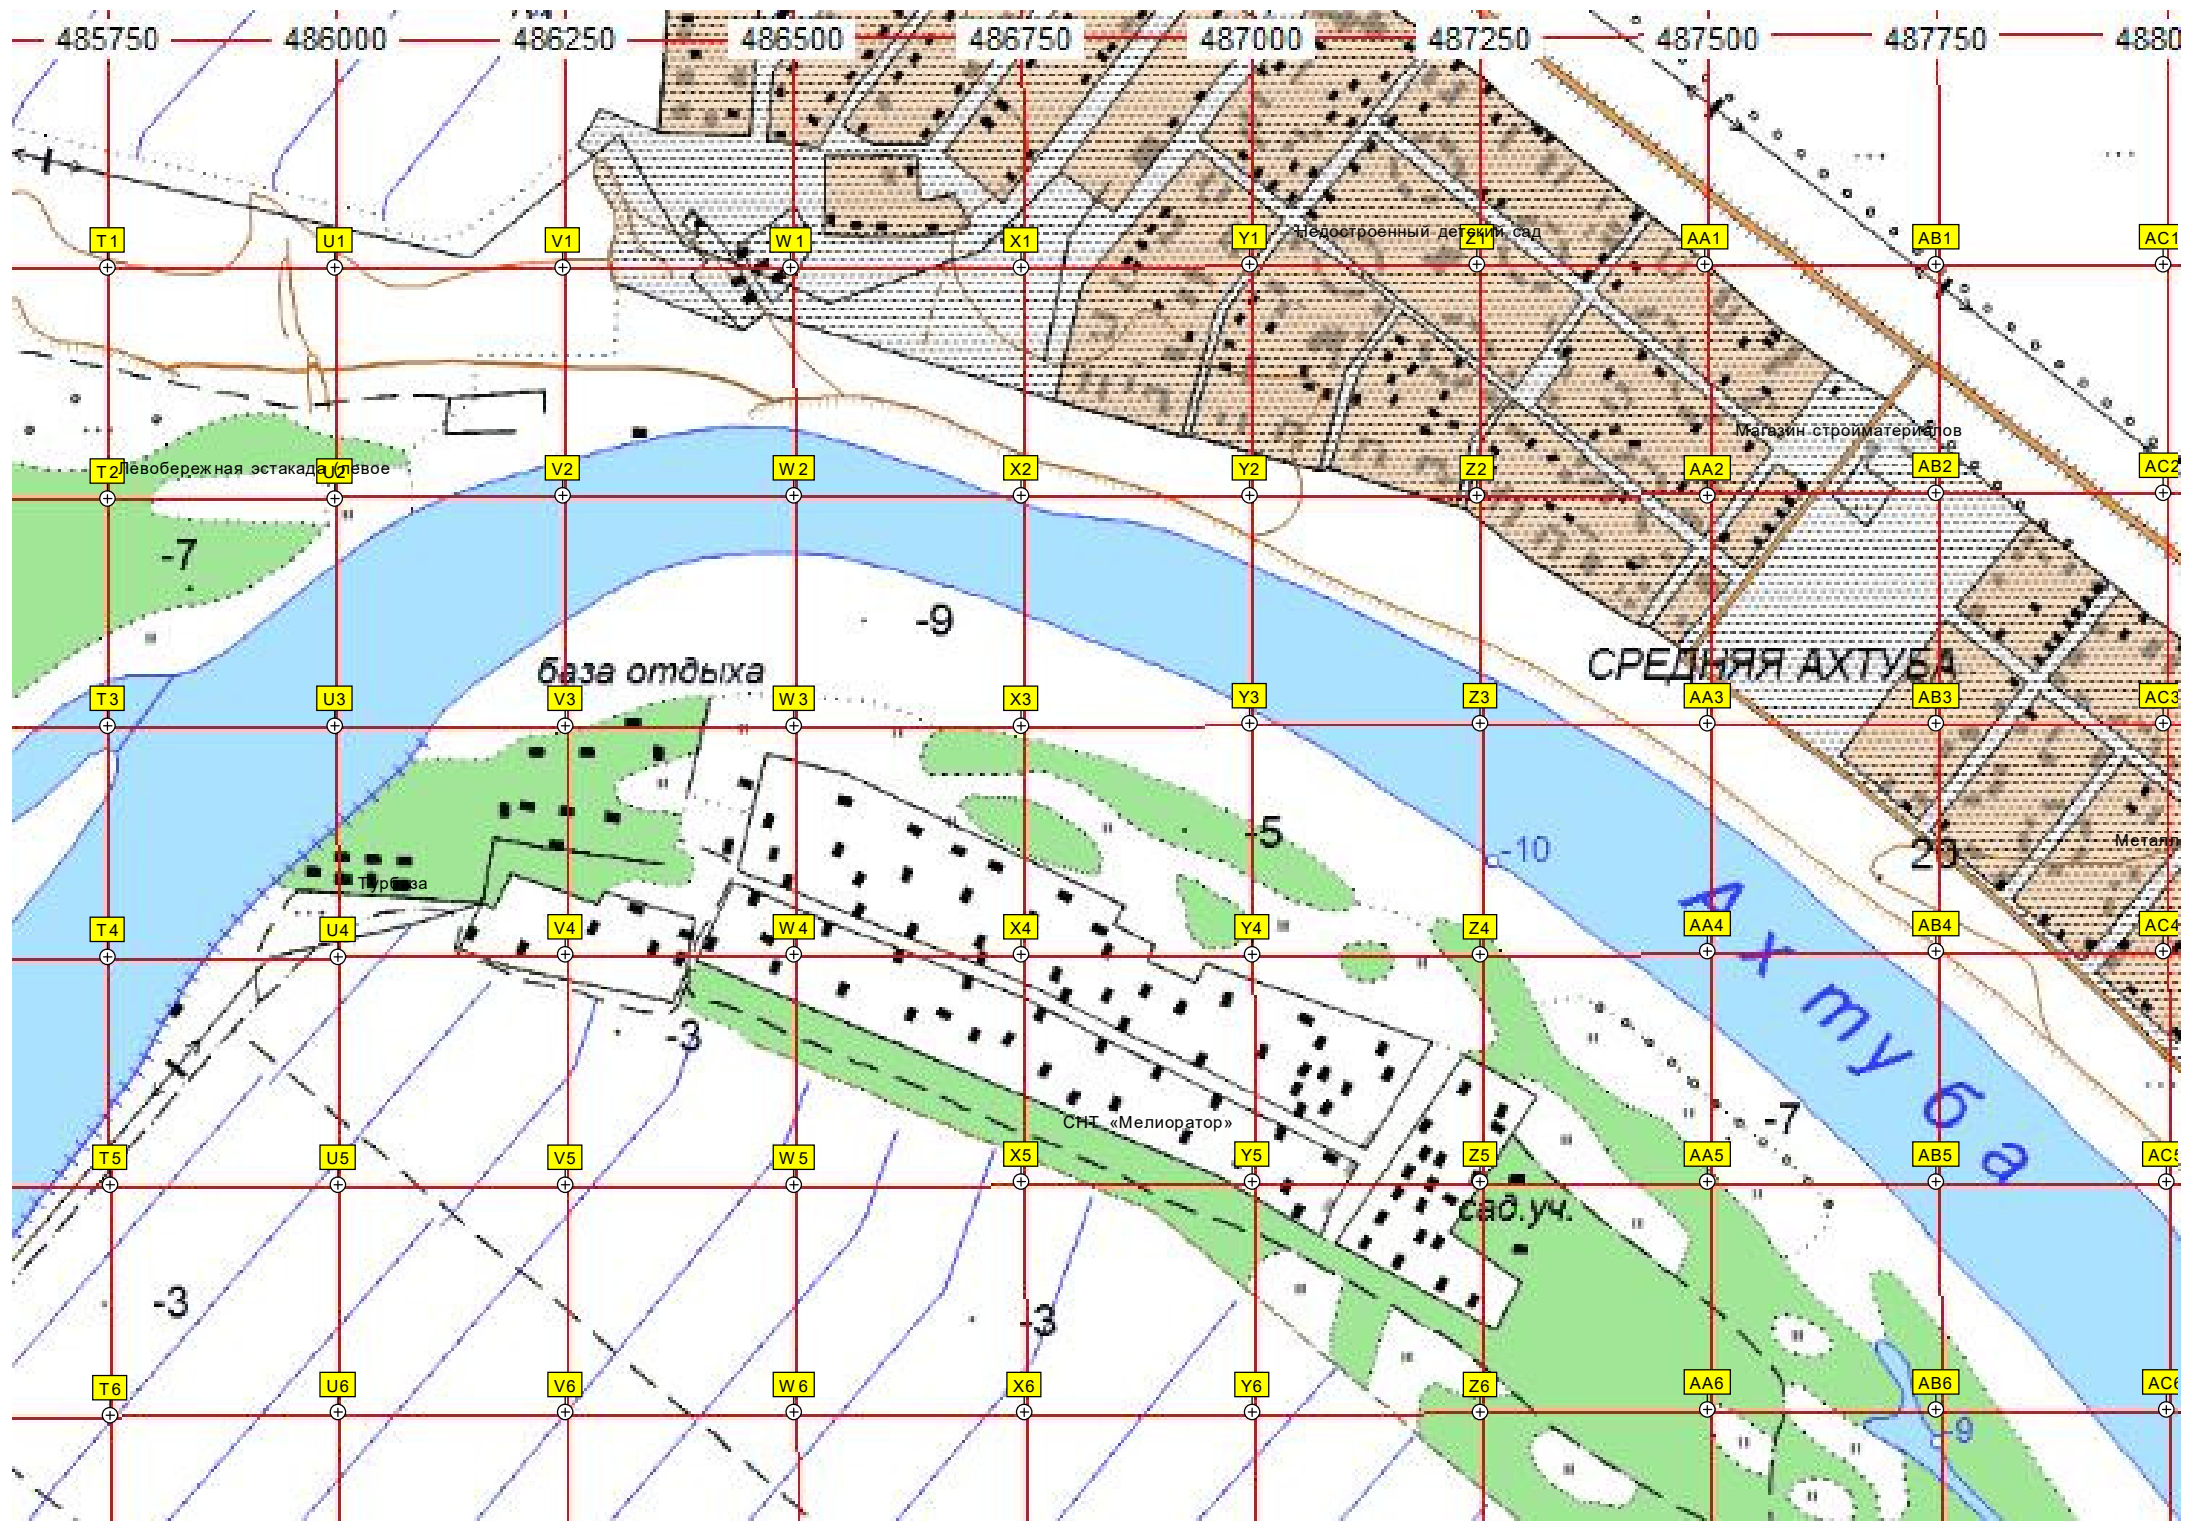 485750 486000 486250 486500 486750 487000 487250 487500 487750 4880
T1 U1 V1 W1 X1 Y1 Недостроенный детский сад Z1 AA1 AB1 AC1
Магазин стройматериалов
T2 Левобережная эстакада (левое U2 V2 W2 X2 Y2 Z2 AA2 AB2 AC2
-7
-9
база отдыха
СРЕДНЯЯ АХТУБА
T3 U3 V3 W3 X3 Y3 Z3 AA3 AB3 AC3
-5
-10
20
Металл
Турбаза
T4 U4 V4 W4 X4 Y4 Z4 AA4 AB4 AC4
Ахтуба
-3
СНТ «Мелиоратор»
-7
T5 U5 V5 W5 X5 Y5 Z5 AA5 AB5 AC5
сад.уч.
-3
-3
T6 U6 V6 W6 X6 Y6 Z6 AA6 AB6 AC6
-9